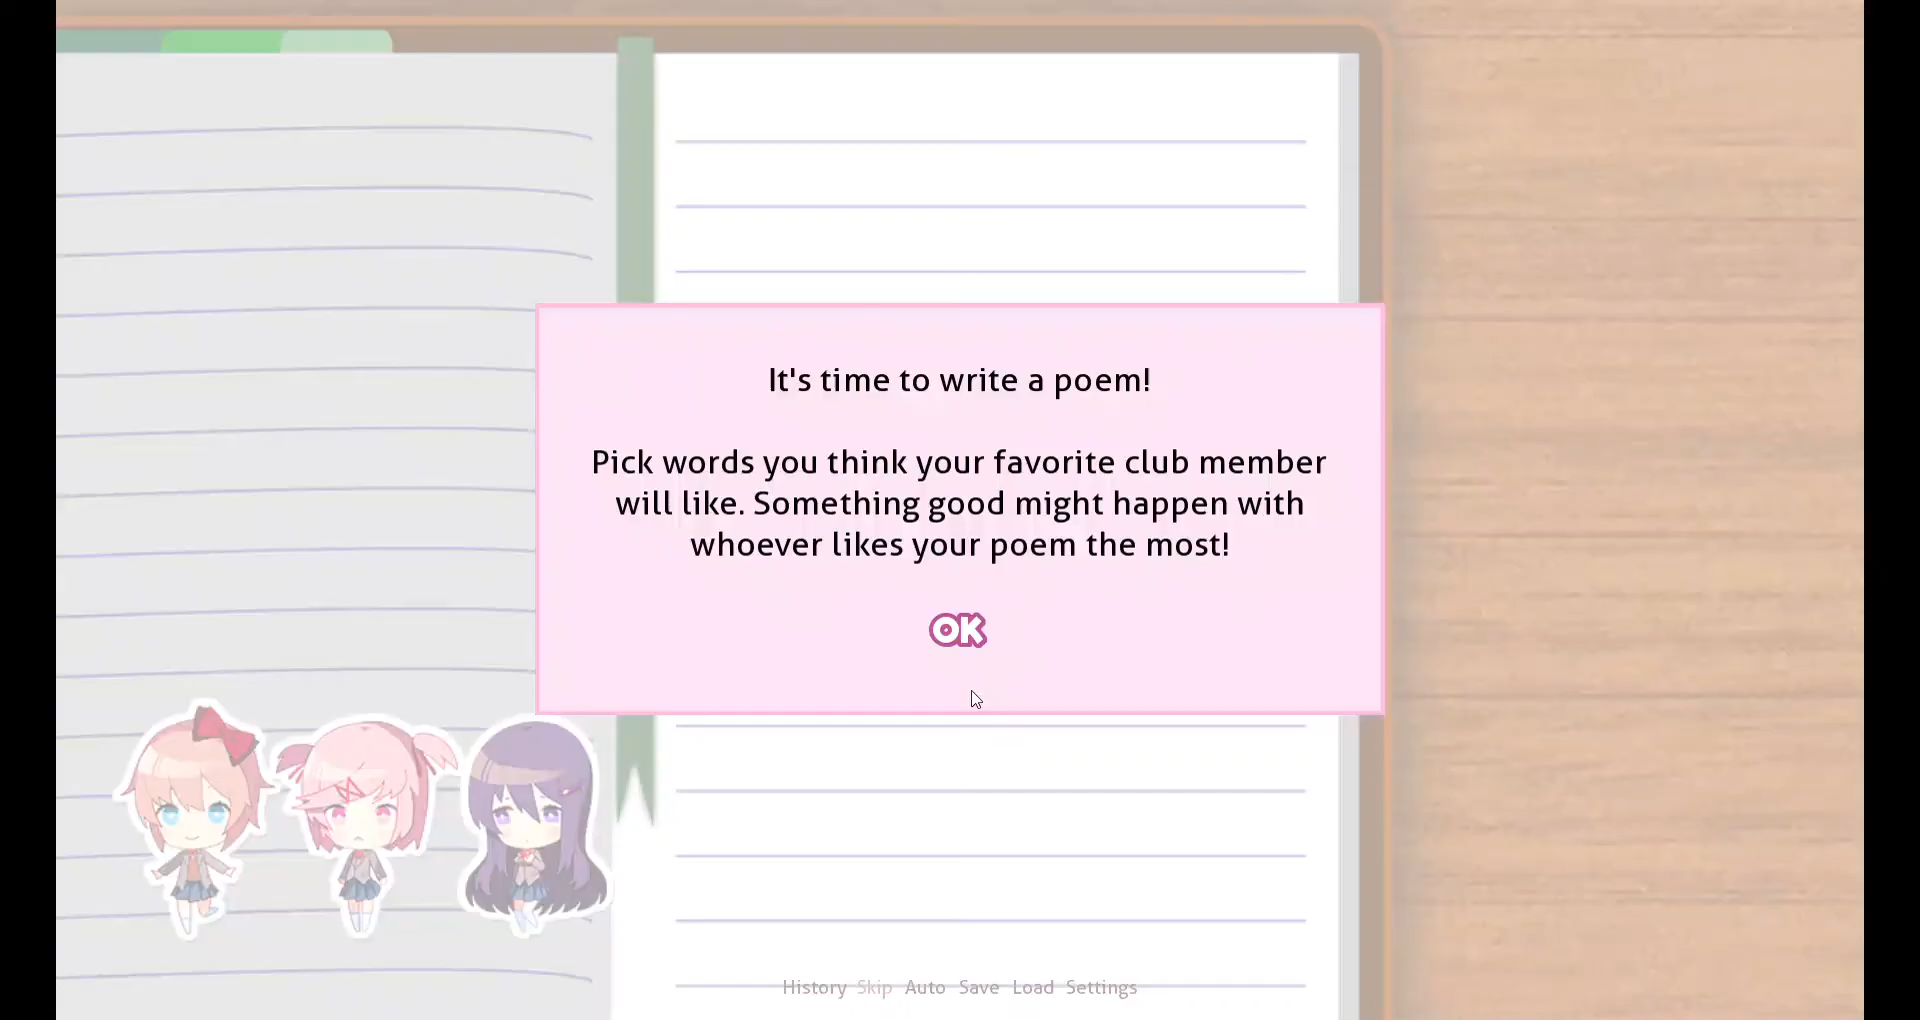 It's time to write a poem!
Pick words you think your favorite club member
will like. Something good might happen with
whoever likes your poem the most!
OK
History Skip Auto Save Load Settings